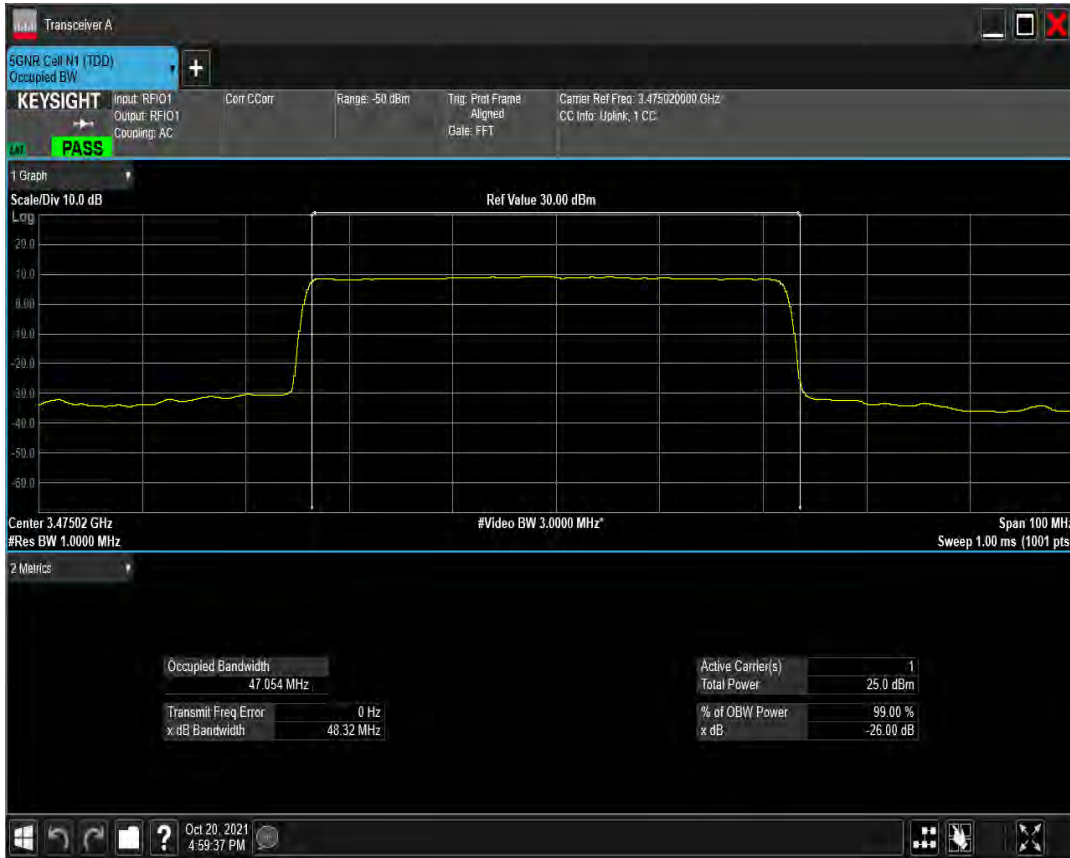 Transceiver A
5GNR Cell N1 (TDD)
Occupied BW
+
KEYSIGHT
PASS
Input: RFIO1
Output: RFIO1
Coupling: AC
Corr CCorr
Range: -50 dBm
Trig: Prot Frame
Aligned
Gate: FFT
Carrier Ref Freq: 3.475020000 GHz
CC Info: Uplink, 1 CC
1 Graph
Scale/Div 10.0 dB
Ref Value 30.00 dBm
Log
20.0
10.0
0.00
-10.0
-20.0
-30.0
-40.0
-50.0
-60.0
Center 3.47502 GHz
#Video BW 3.0000 MHz*
Span 100 MHz
#Res BW 1.0000 MHz
Sweep 1.00 ms (1001 pts
2 Metrics
Occupied Bandwidth
47.054 MHz
Transmit Freq Error 0 Hz
x dB Bandwidth 48.32 MHz
Active Carrier(s) 1
Total Power 25.0 dBm
% of OBW Power 99.00 %
x dB -26.00 dB
?
Oct 20, 2021
4:59:37 PM